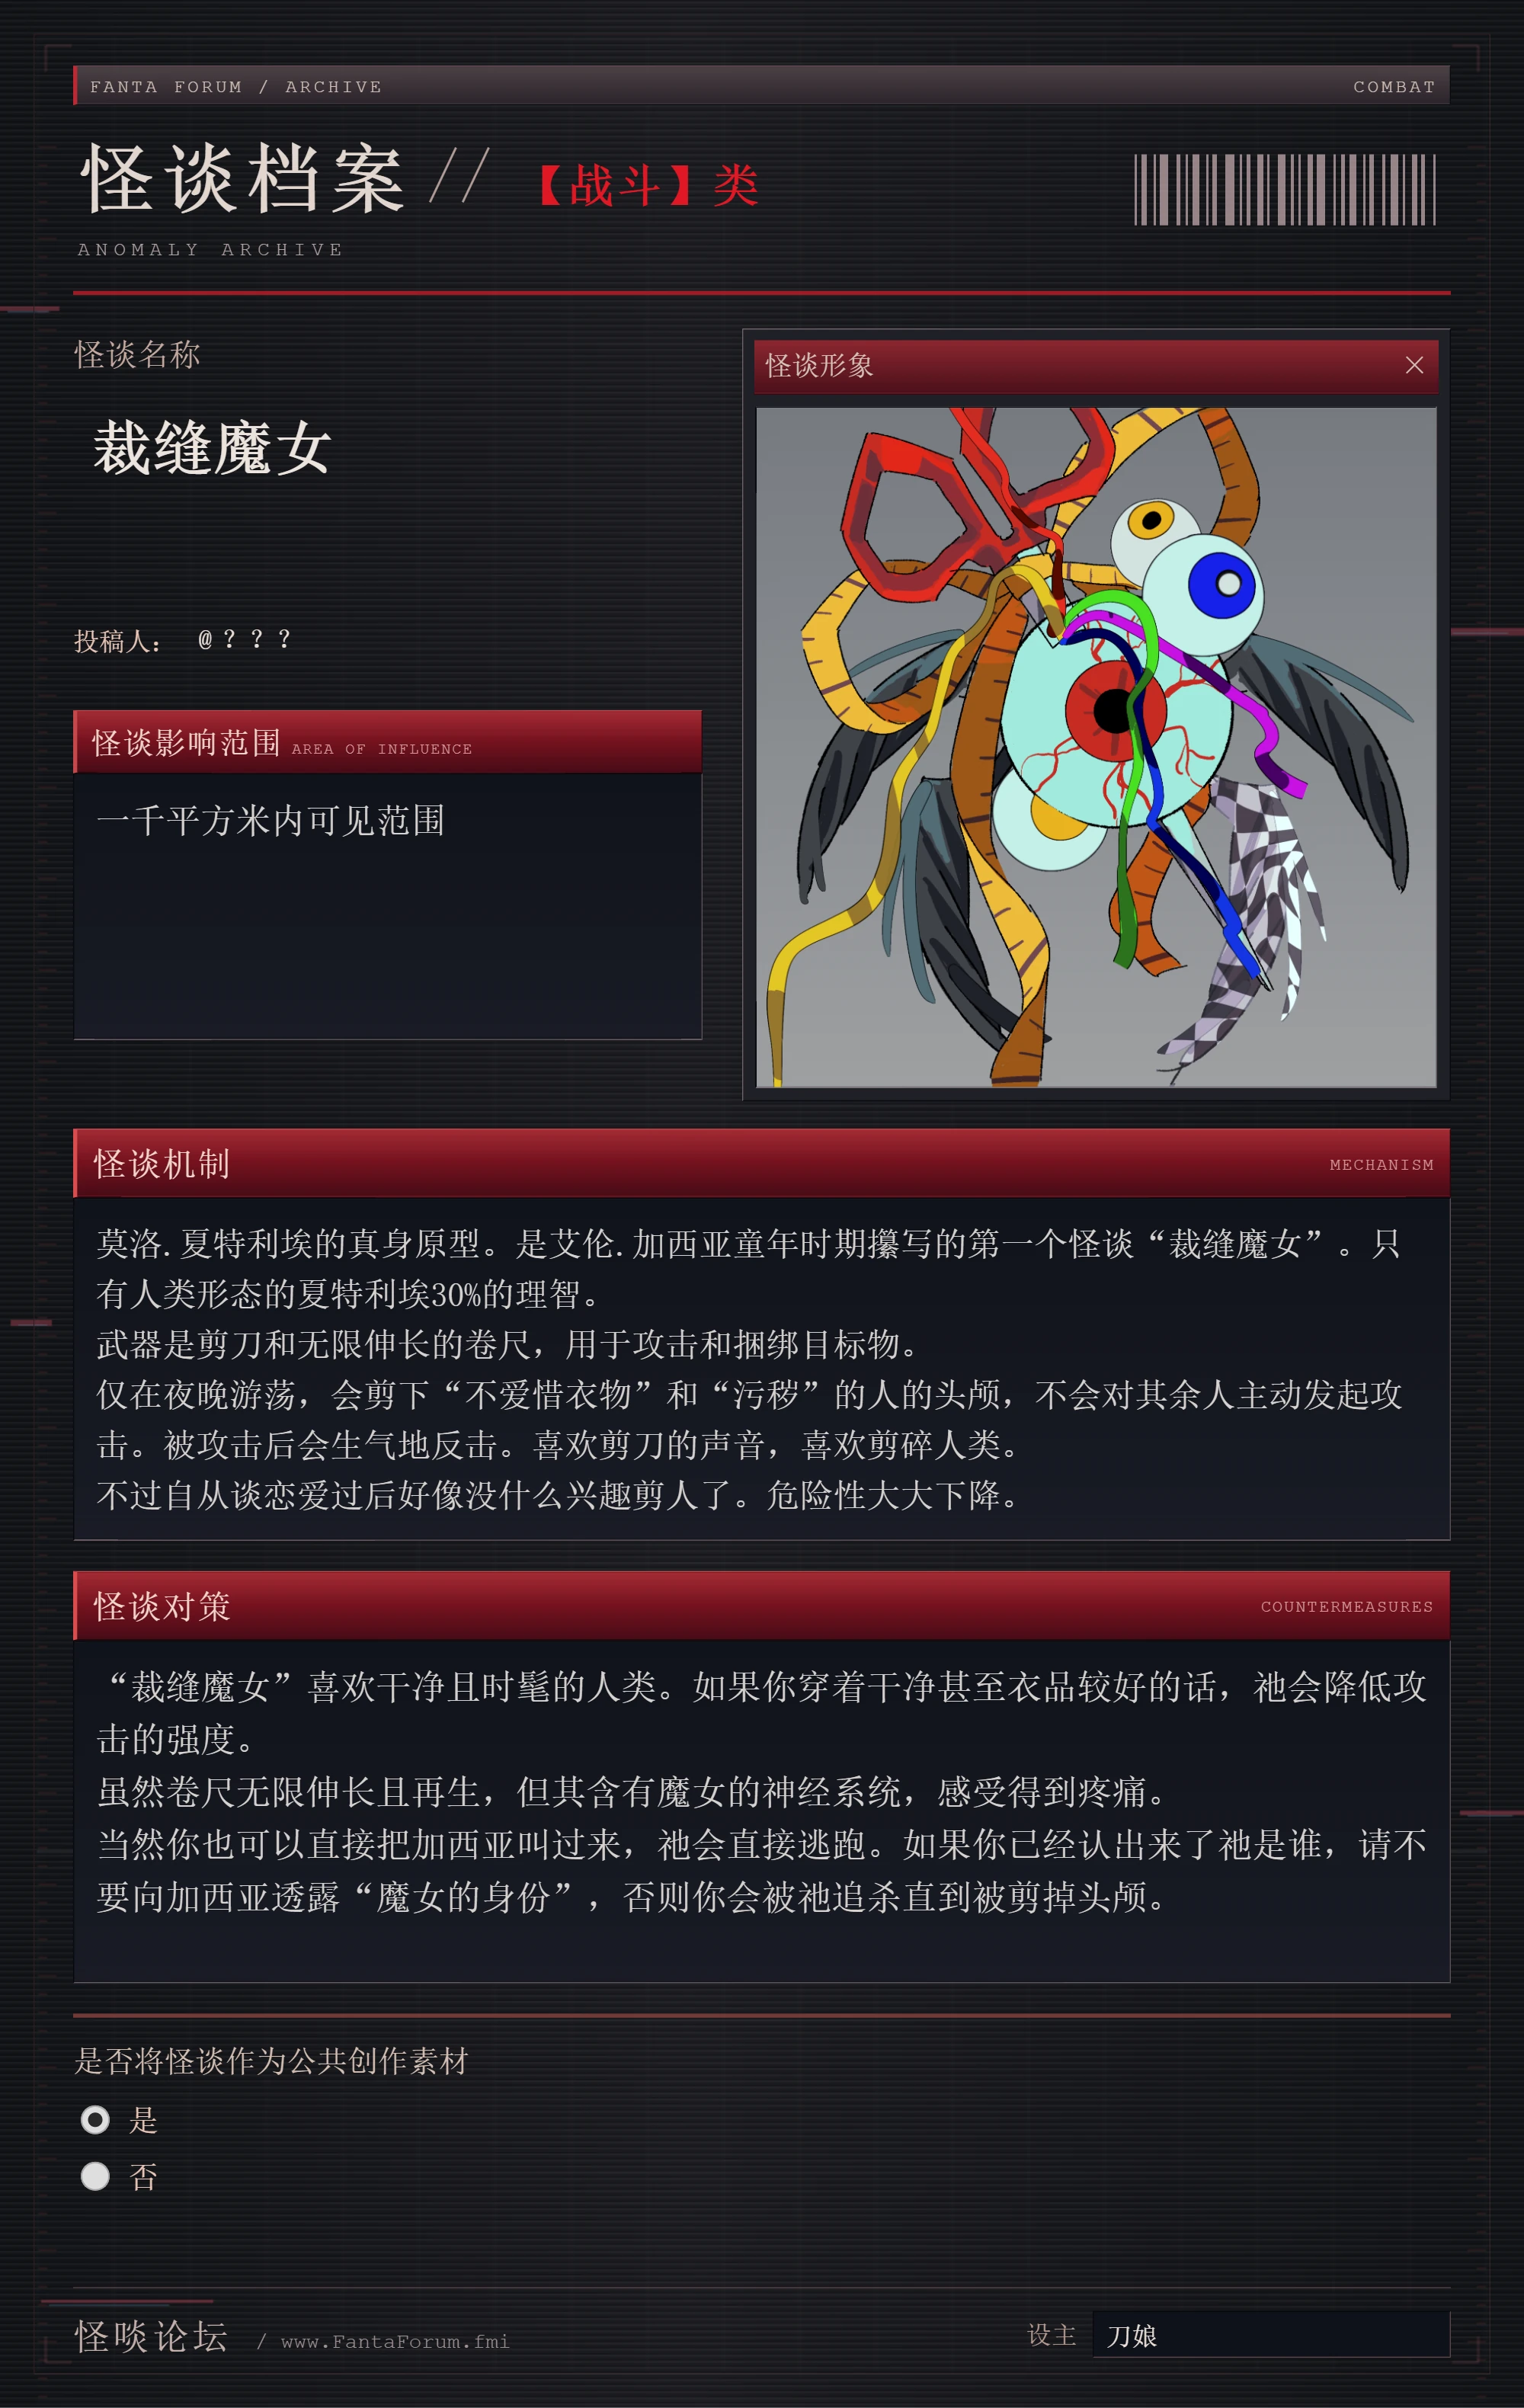 FANTA FORUM / ARCHIVE
COMBAT
怪谈档案 // 【战斗】类
ANOMALY ARCHIVE
怪谈名称
裁缝魔女
投稿人： @？？？
怪谈影响范围 AREA OF INFLUENCE
一千平方米内可见范围
怪谈形象
怪谈机制
MECHANISM
莫洛.夏特利埃的真身原型。是艾伦.加西亚童年时期攥写的第一个怪谈“裁缝魔女”。只
有人类形态的夏特利埃30%的理智。
武器是剪刀和无限伸长的卷尺，用于攻击和捆绑目标物。
仅在夜晚游荡，会剪下“不爱惜衣物”和“污秽”的人的头颅，不会对其余人主动发起攻
击。被攻击后会生气地反击。喜欢剪刀的声音，喜欢剪碎人类。
不过自从谈恋爱过后好像没什么兴趣剪人了。危险性大大下降。
怪谈对策
COUNTERMEASURES
“裁缝魔女”喜欢干净且时髦的人类。如果你穿着干净甚至衣品较好的话，祂会降低攻
击的强度。
虽然卷尺无限伸长且再生，但其含有魔女的神经系统，感受得到疼痛。
当然你也可以直接把加西亚叫过来，祂会直接逃跑。如果你已经认出来了祂是谁，请不
要向加西亚透露“魔女的身份”，否则你会被祂追杀直到被剪掉头颅。
是否将怪谈作为公共创作素材
是
否
怪啖论坛 / www.FantaForum.fmi
设主 刀娘